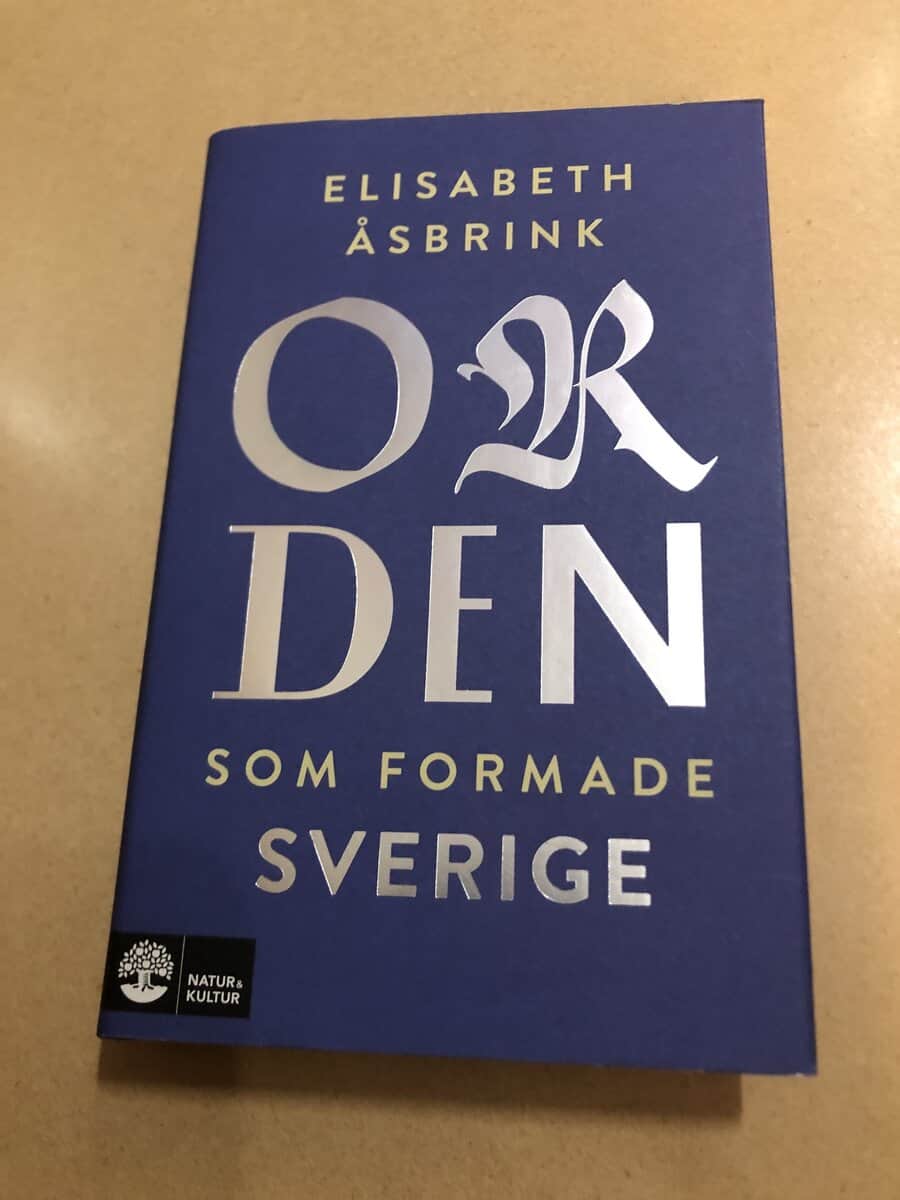 ELISABETH
ÅSBRINK
OR
DEN
SOM FORMADE
SVERIGE
NATUR&
KULTUR